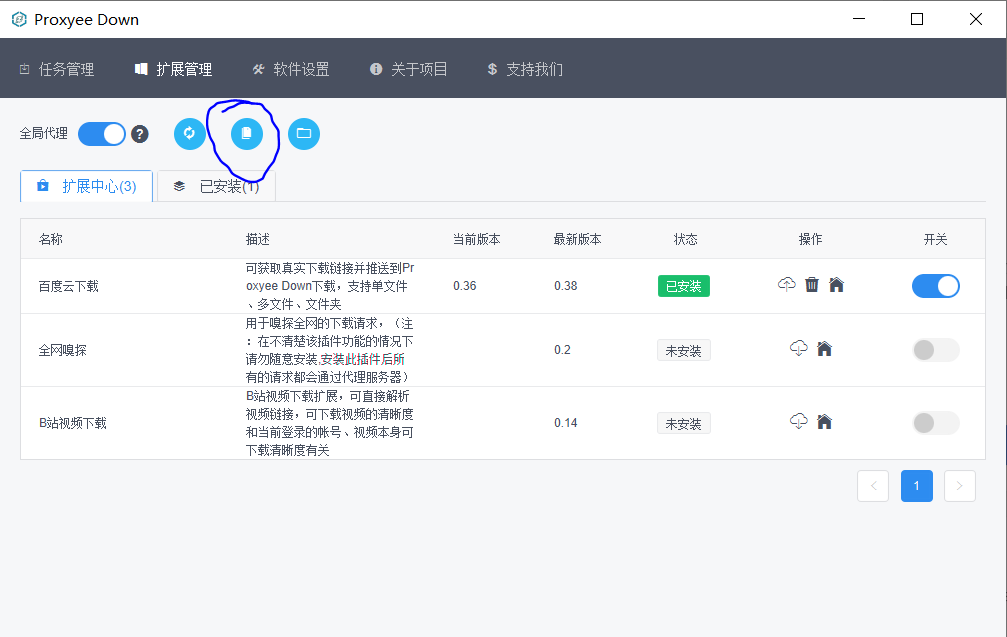 Proxyee Down
任务管理 扩展管理 软件设置 关于项目 支持我们
全局代理
扩展中心(3) 已安装(1)
名称 描述 当前版本 最新版本 状态 操作 开关
百度云下载 可获取真实下载链接并推送到Pr 0.36 0.38 已安装
oxyee Down下载，支持单文件
、多文件、文件夹
全网嗅探 用于嗅探全网的下载请求，（注 0.2 未安装
：在不清楚该插件功能的情况下
请勿随意安装,安装此插件后所
有的请求都会通过代理服务器）
B站视频下载 B站视频下载扩展，可直接解析 0.14 未安装
视频链接，可下载视频的清晰度
和当前登录的帐号、视频本身可
下载清晰度有关
1